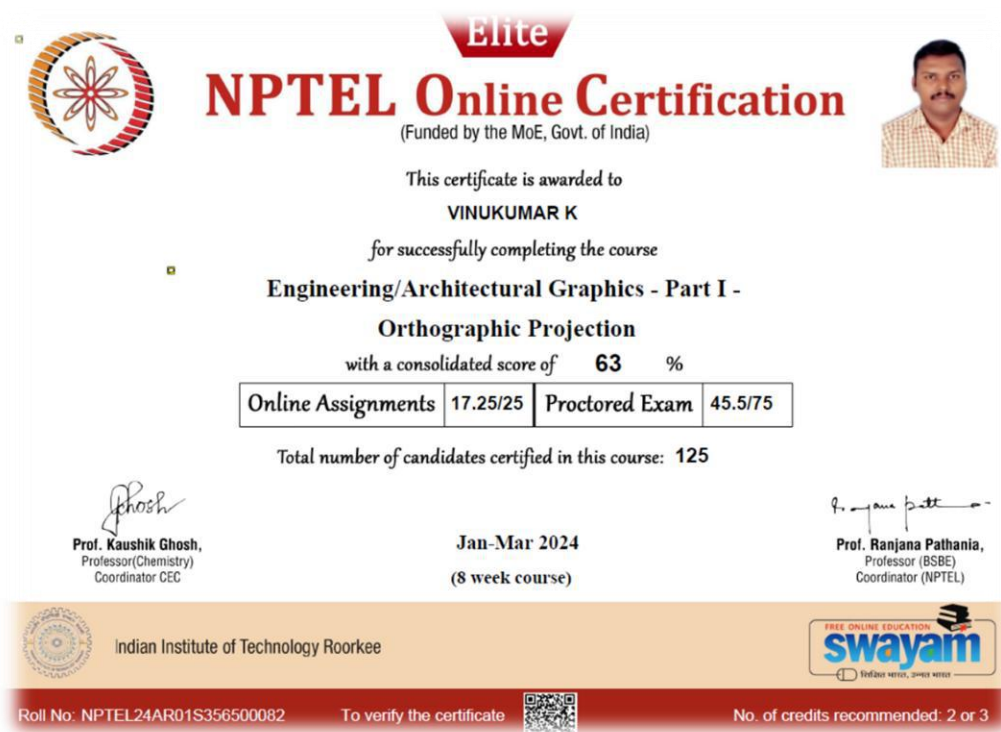 Elite
NPTEL Online Certification
(Funded by the MoE, Govt. of India)
This certificate is awarded to
VINUKUMAR K
for successfully completing the course
Engineering/Architectural Graphics - Part I -
Orthographic Projection
with a consolidated score of 63 %
Online Assignments 17.25/25 Proctored Exam 45.5/75
Total number of candidates certified in this course: 125
Prof. Kaushik Ghosh,
Professor(Chemistry)
Coordinator CEC
Jan-Mar 2024
(8 week course)
Prof. Ranjana Pathania,
Professor (BSBE)
Coordinator (NPTEL)
Indian Institute of Technology Roorkee
FREE ONLINE EDUCATION
swayam
शिक्षित भारत, उन्नत भारत
Roll No: NPTEL24AR01S356500082 To verify the certificate No. of credits recommended: 2 or 3